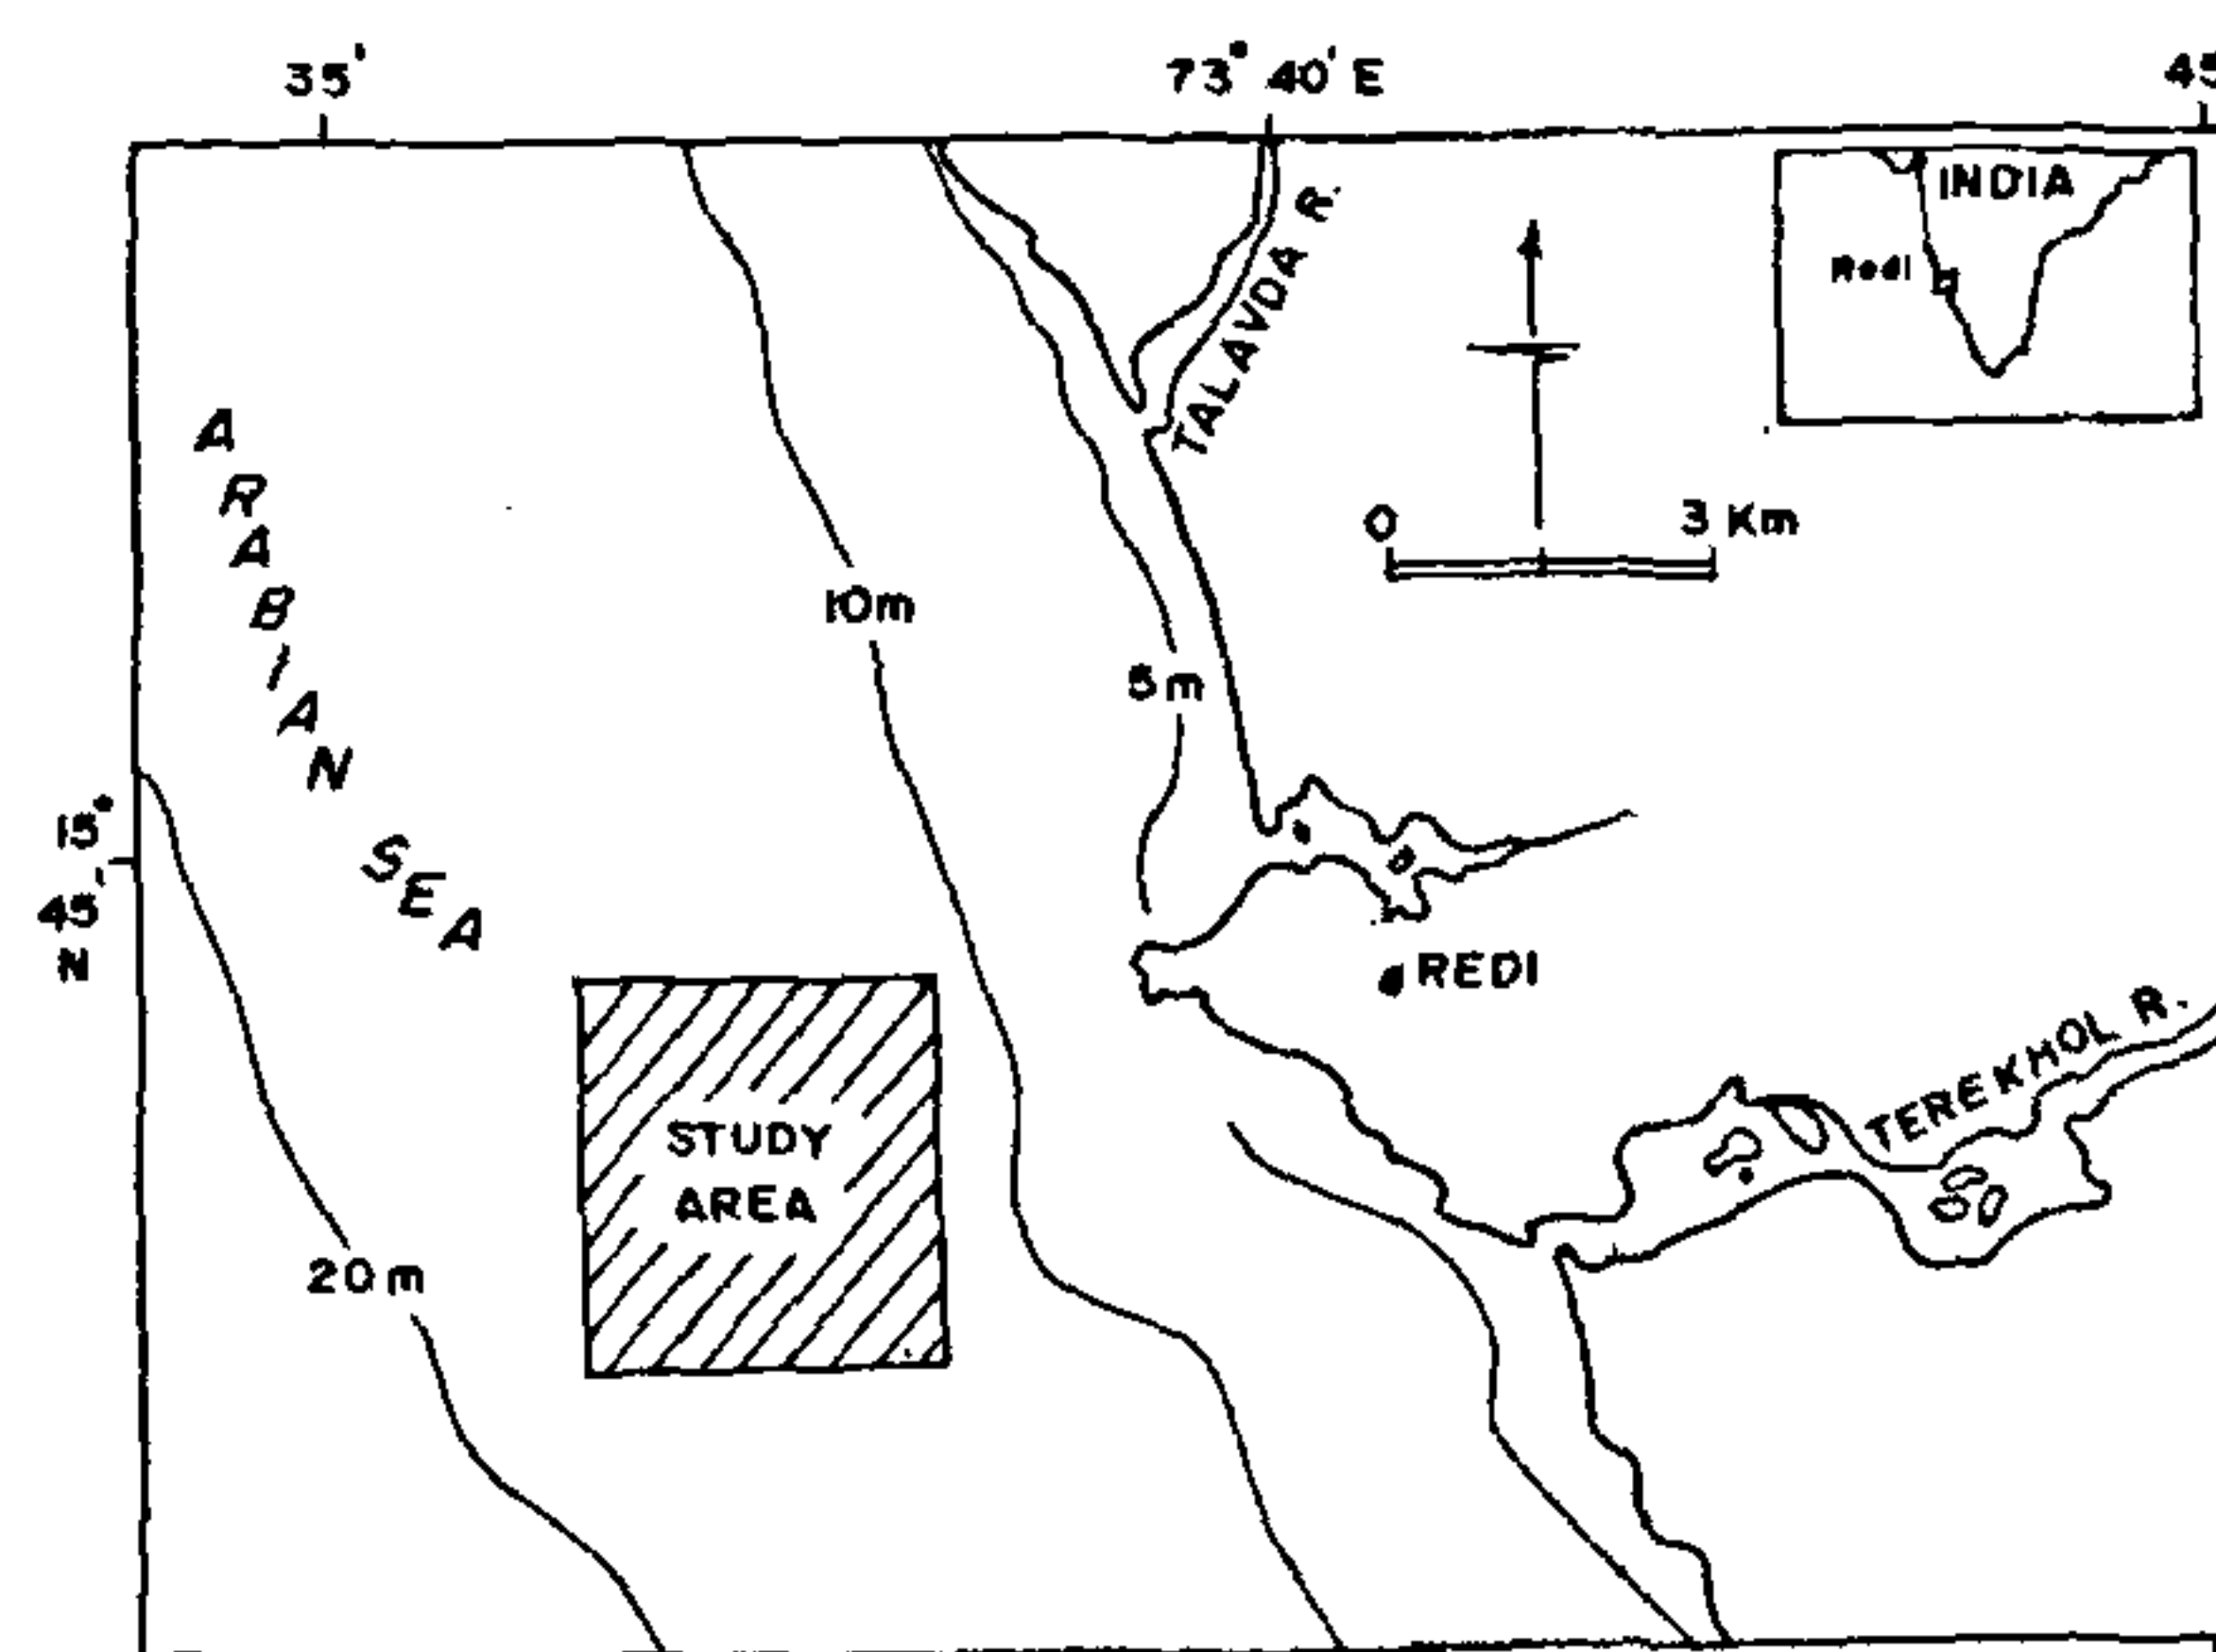 35'
73° 40' E
45
INDIA
Redi
TALAVDA R.
0 3 Km
ARABIAN SEA
10m
5m
15°
45'
N
REDI
TEREKHOL R.
STUDY
AREA
20m